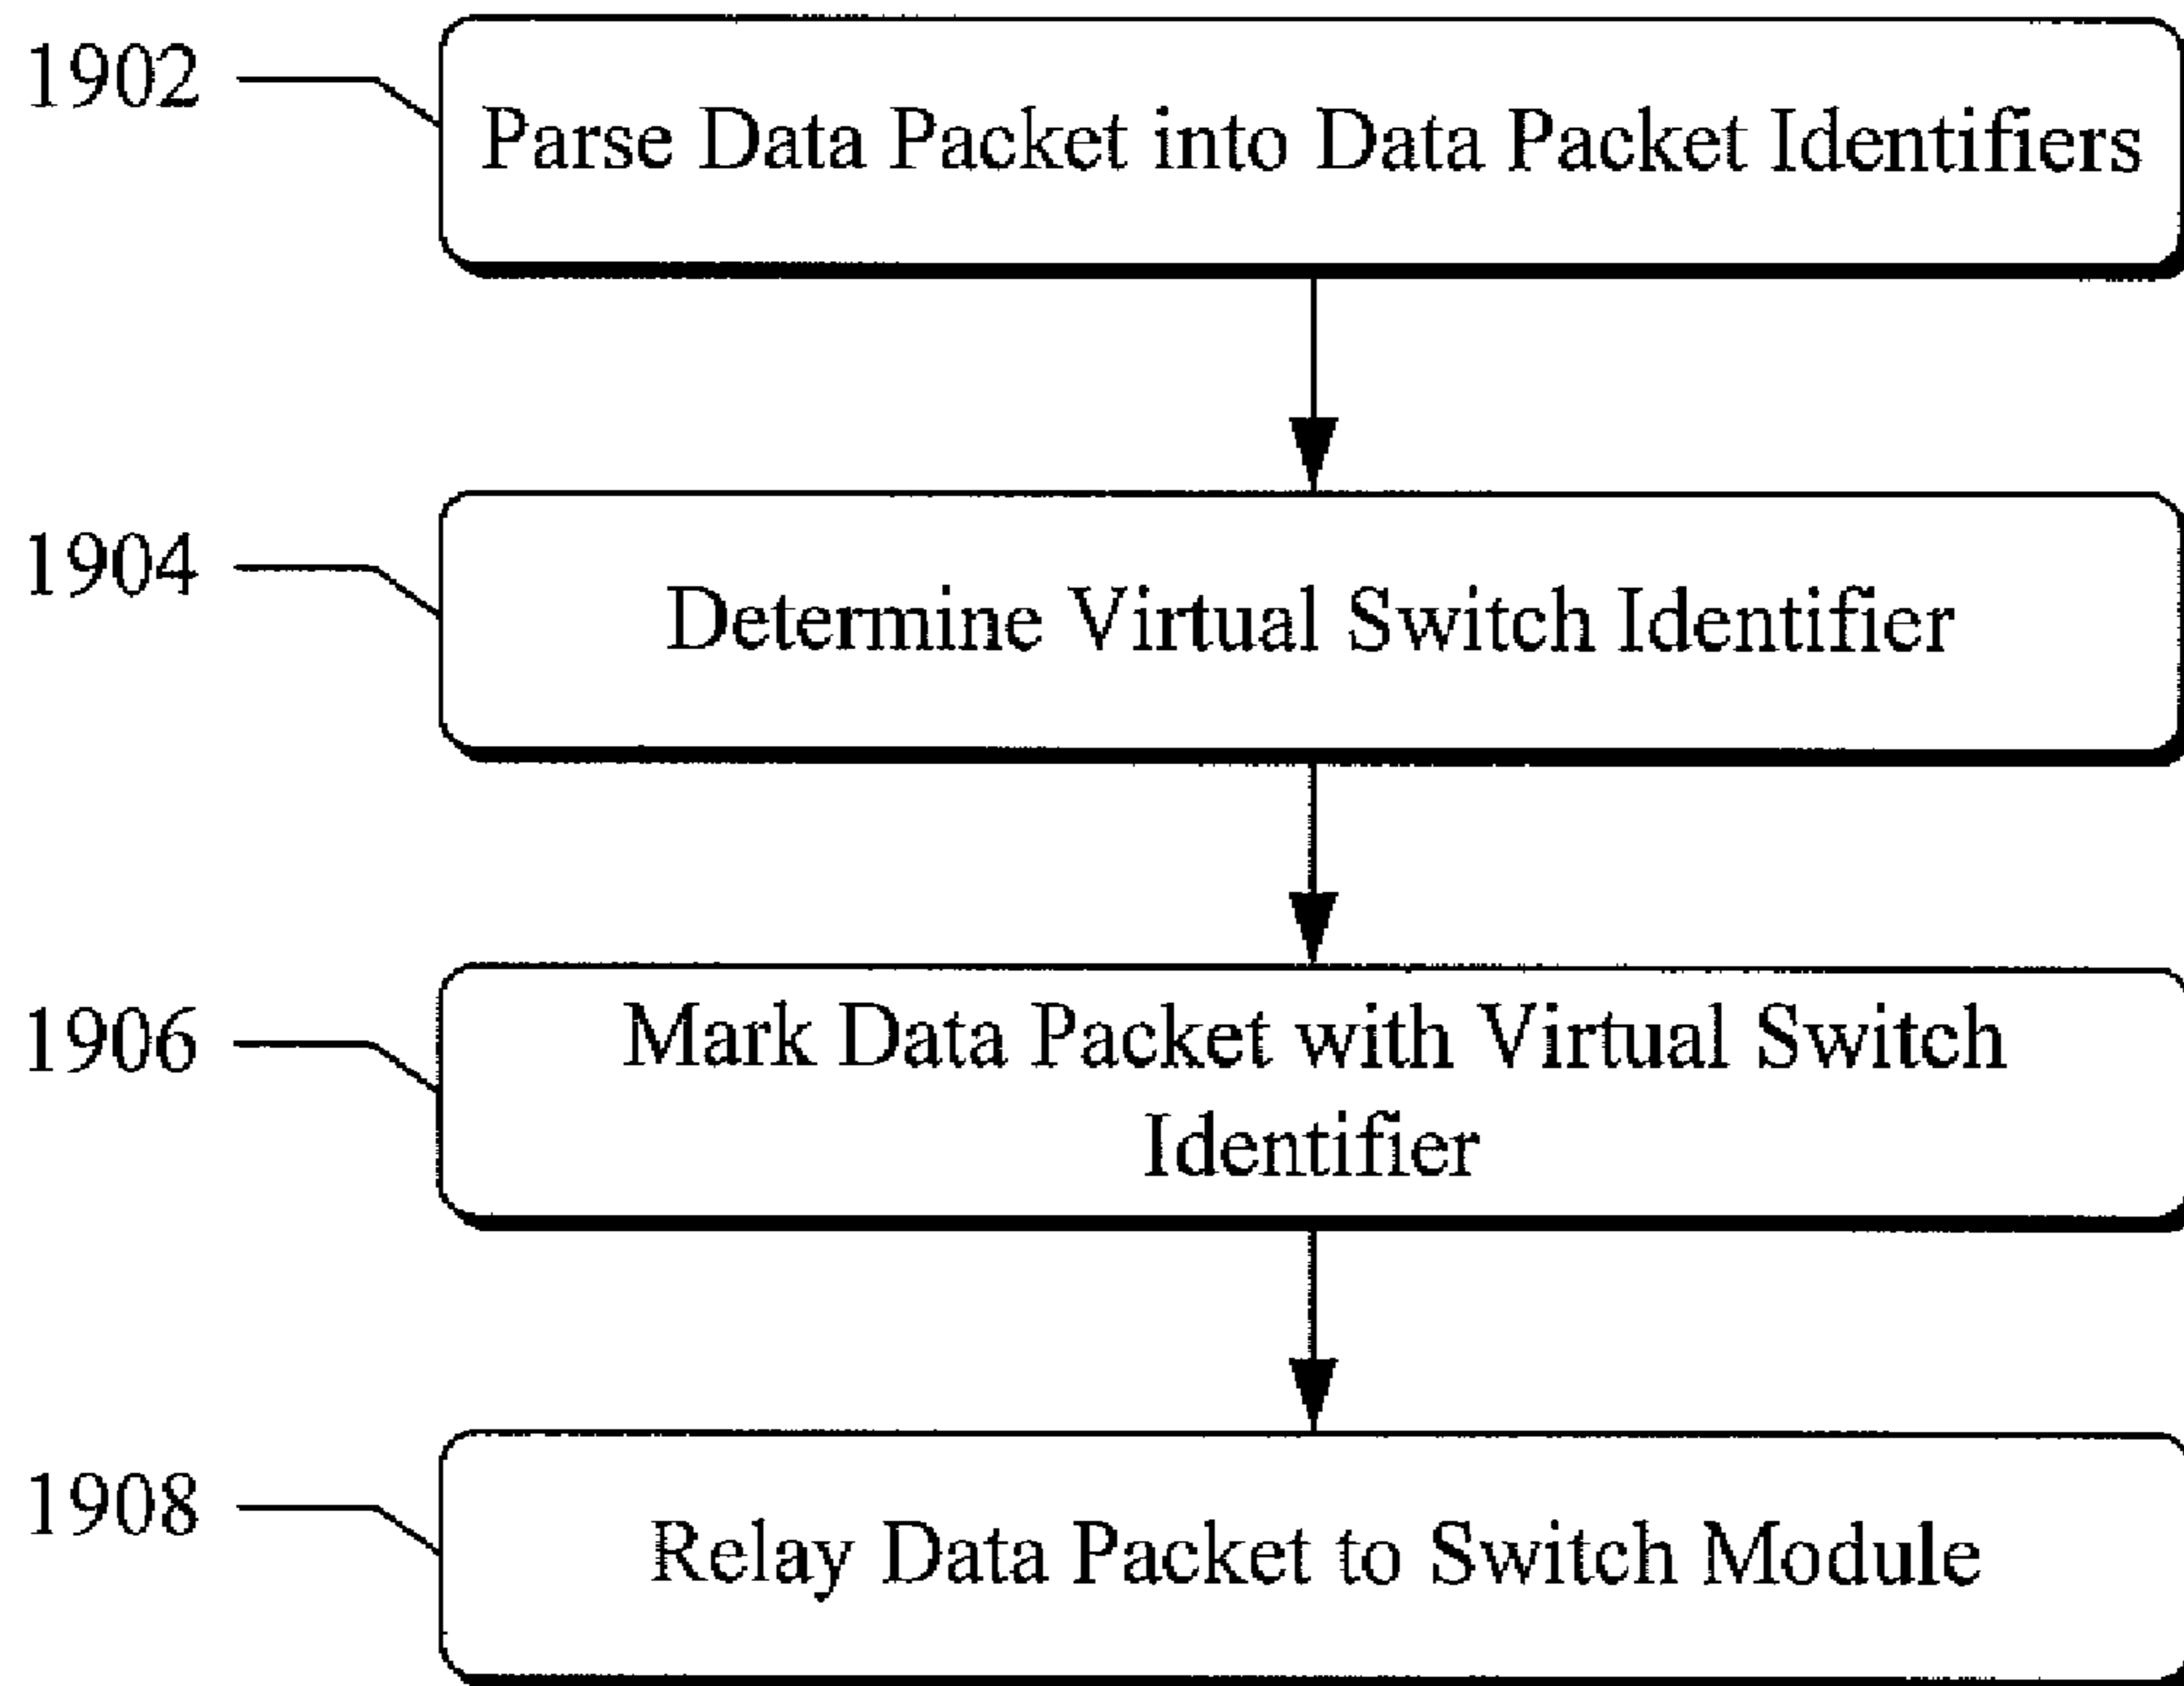 1902
Parse Data Packet into Data Packet Identifiers
1904
Determine Virtual Switch Identifier
1906
Mark Data Packet with Virtual Switch
Identifier
1908
Relay Data Packet to Switch Module